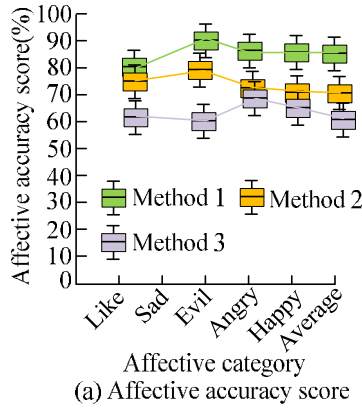 Affective accuracy score(%)
100
90
80
70
60
50
40
30
20
10
0
Method 1
Method 2
Method 3
Like
Sad
Evil
Angry
Happy
Average
Affective category
(a) Affective accuracy score